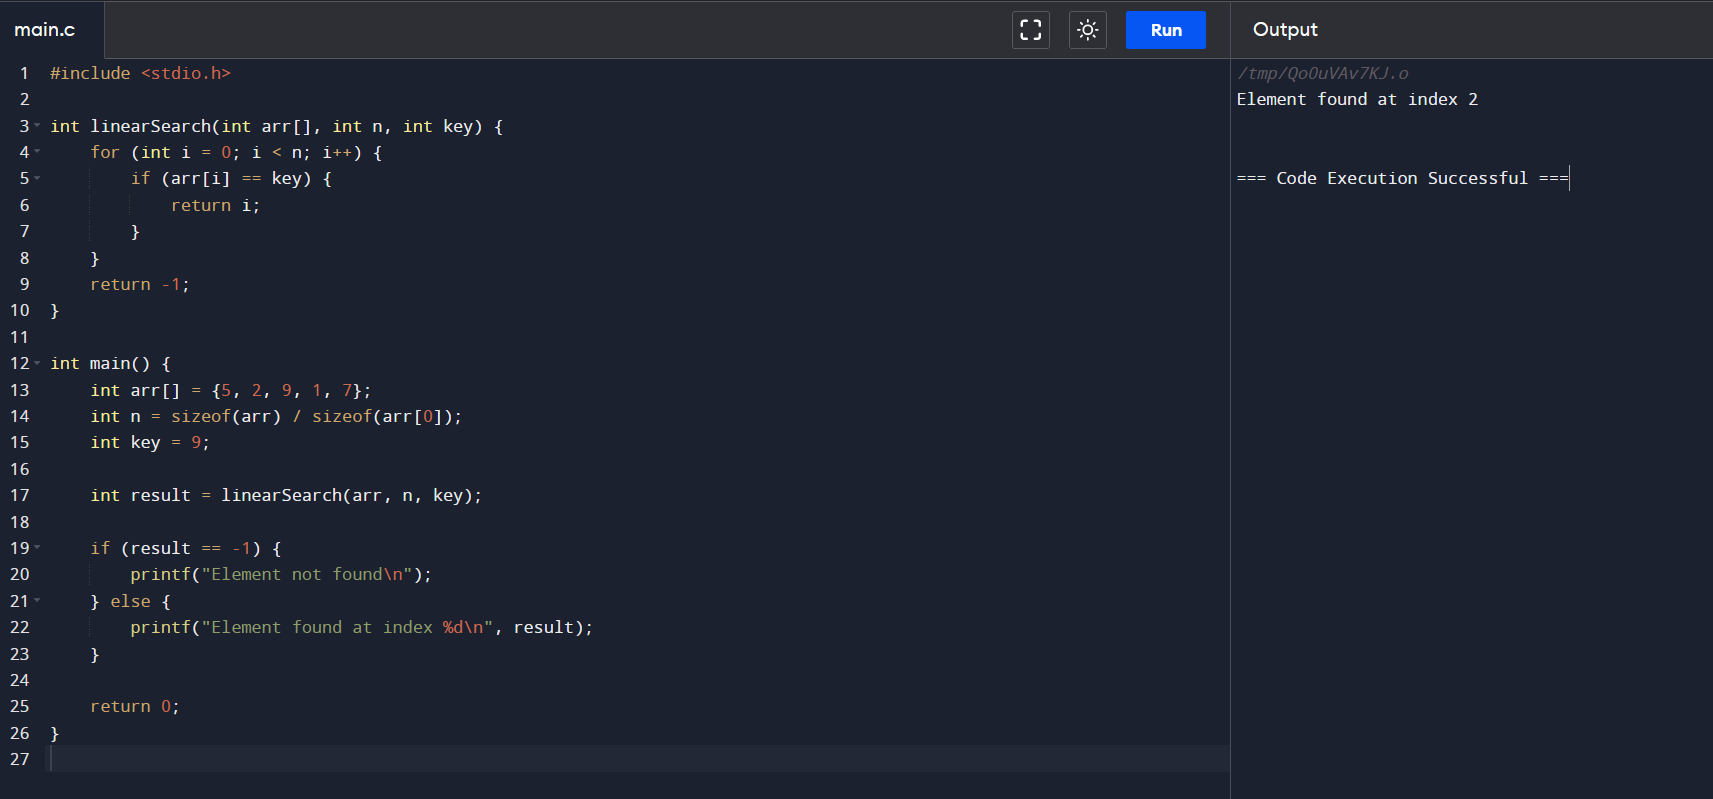 main.c
Run
Output
1 #include <stdio.h>
2
3 int linearSearch(int arr[], int n, int key) {
4     for (int i = 0; i < n; i++) {
5         if (arr[i] == key) {
6             return i;
7         }
8     }
9     return -1;
10 }
11
12 int main() {
13     int arr[] = {5, 2, 9, 1, 7};
14     int n = sizeof(arr) / sizeof(arr[0]);
15     int key = 9;
16
17     int result = linearSearch(arr, n, key);
18
19     if (result == -1) {
20         printf("Element not found\n");
21     } else {
22         printf("Element found at index %d\n", result);
23     }
24
25     return 0;
26 }
27
/tmp/QoOuVAv7KJ.o
Element found at index 2
=== Code Execution Successful ===